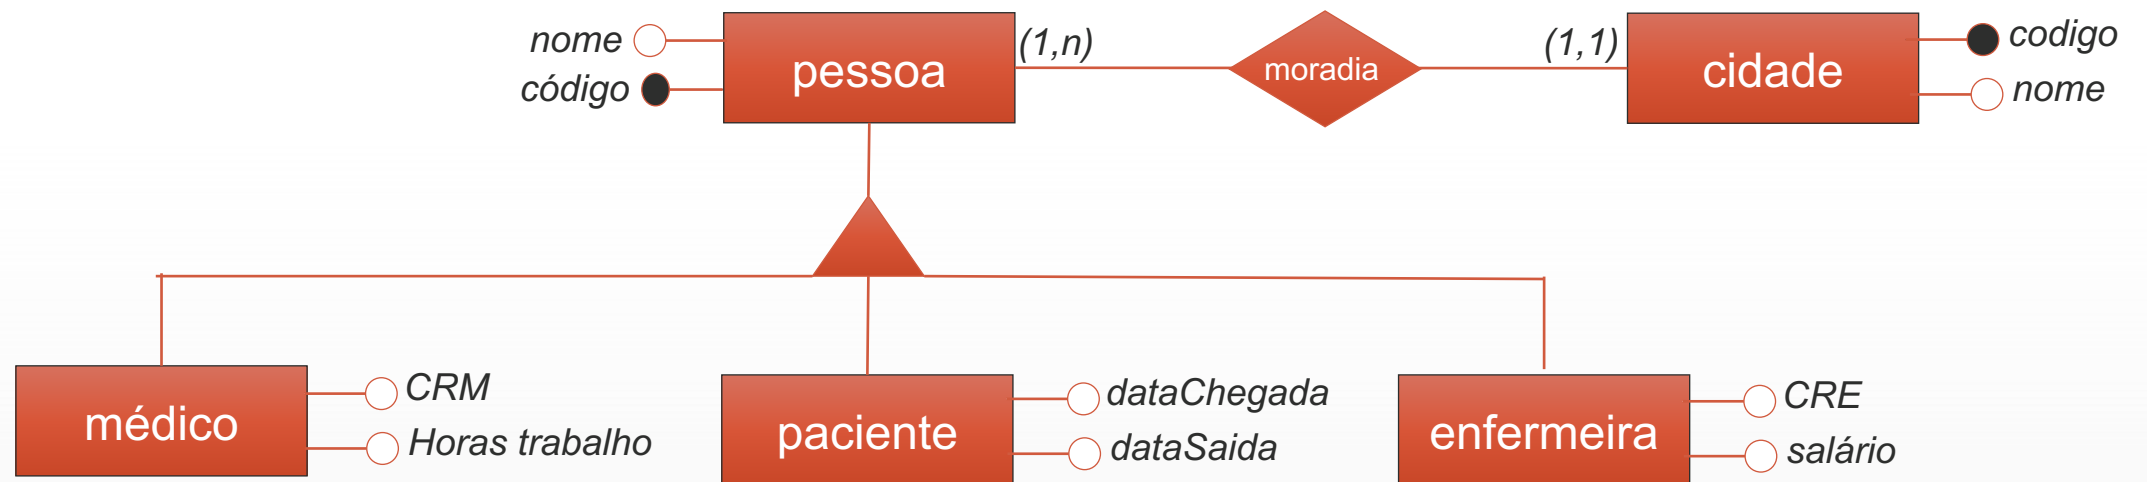 nome
código
pessoa
(1,n)
moradia
(1,1)
cidade
codigo
nome
médico
CRM
Horas trabalho
paciente
dataChegada
dataSaida
enfermeira
CRE
salário